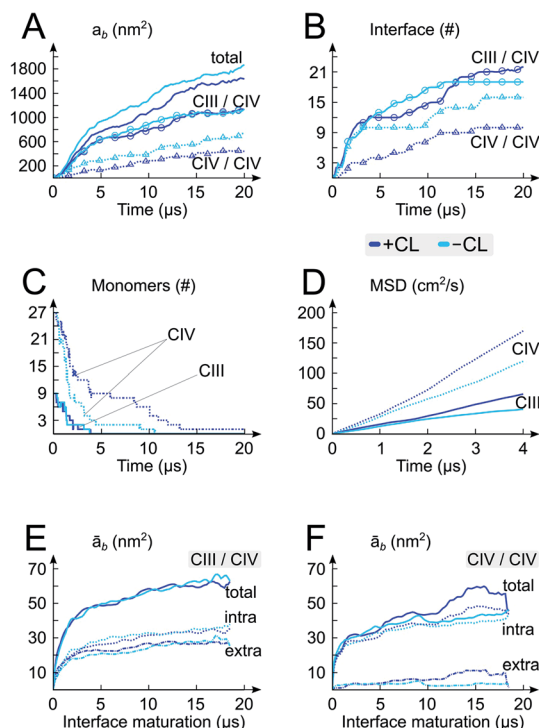 A
a_b (nm²)
total
1800
1600
1400
1200
1000
800
600
400
200
CIII / CIV
CIV / CIV
0 5 10 15 20
Time (µs)
B
Interface (#)
21
15
9
3
CIII / CIV
CIV / CIV
0 5 10 15 20
Time (µs)
+CL −CL
C
Monomers (#)
27
21
15
9
3
CIV
CIII
0 5 10 15 20
Time (µs)
D
MSD (cm²/s)
200
150
100
50
0
CIV
CIII
0 1 2 3 4
Time (µs)
E
ā_b (nm²)
CIII / CIV
70
50
30
10
total
intra
extra
0 5 10 15 20
Interface maturation (µs)
F
ā_b (nm²)
CIV / CIV
70
50
30
10
total
intra
extra
0 5 10 15 20
Interface maturation (µs)